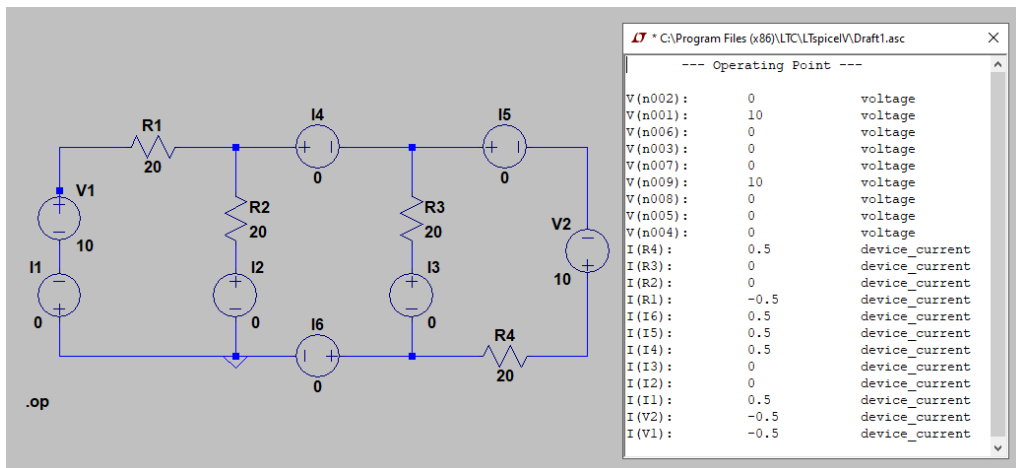 * C:\Program Files (x86)\LTC\LTspiceIV\Draft1.asc
--- Operating Point ---
V(n002): 0 voltage
V(n001): 10 voltage
V(n006): 0 voltage
V(n003): 0 voltage
V(n007): 0 voltage
V(n009): 10 voltage
V(n008): 0 voltage
V(n005): 0 voltage
V(n004): 0 voltage
I(R4): 0.5 device_current
I(R3): 0 device_current
I(R2): 0 device_current
I(R1): -0.5 device_current
I(I6): 0.5 device_current
I(I5): 0.5 device_current
I(I4): 0.5 device_current
I(I3): 0 device_current
I(I2): 0 device_current
I(I1): 0.5 device_current
I(V2): -0.5 device_current
I(V1): -0.5 device_current
R1
20
I4
0
I5
0
V1
10
R2
20
R3
20
V2
10
I1
0
I2
0
I3
0
I6
0
R4
20
.op